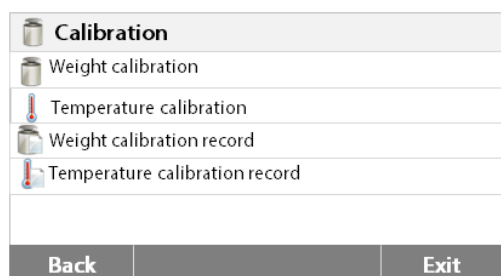 Calibration
Weight calibration
Temperature calibration
Weight calibration record
Temperature calibration record
Back Exit